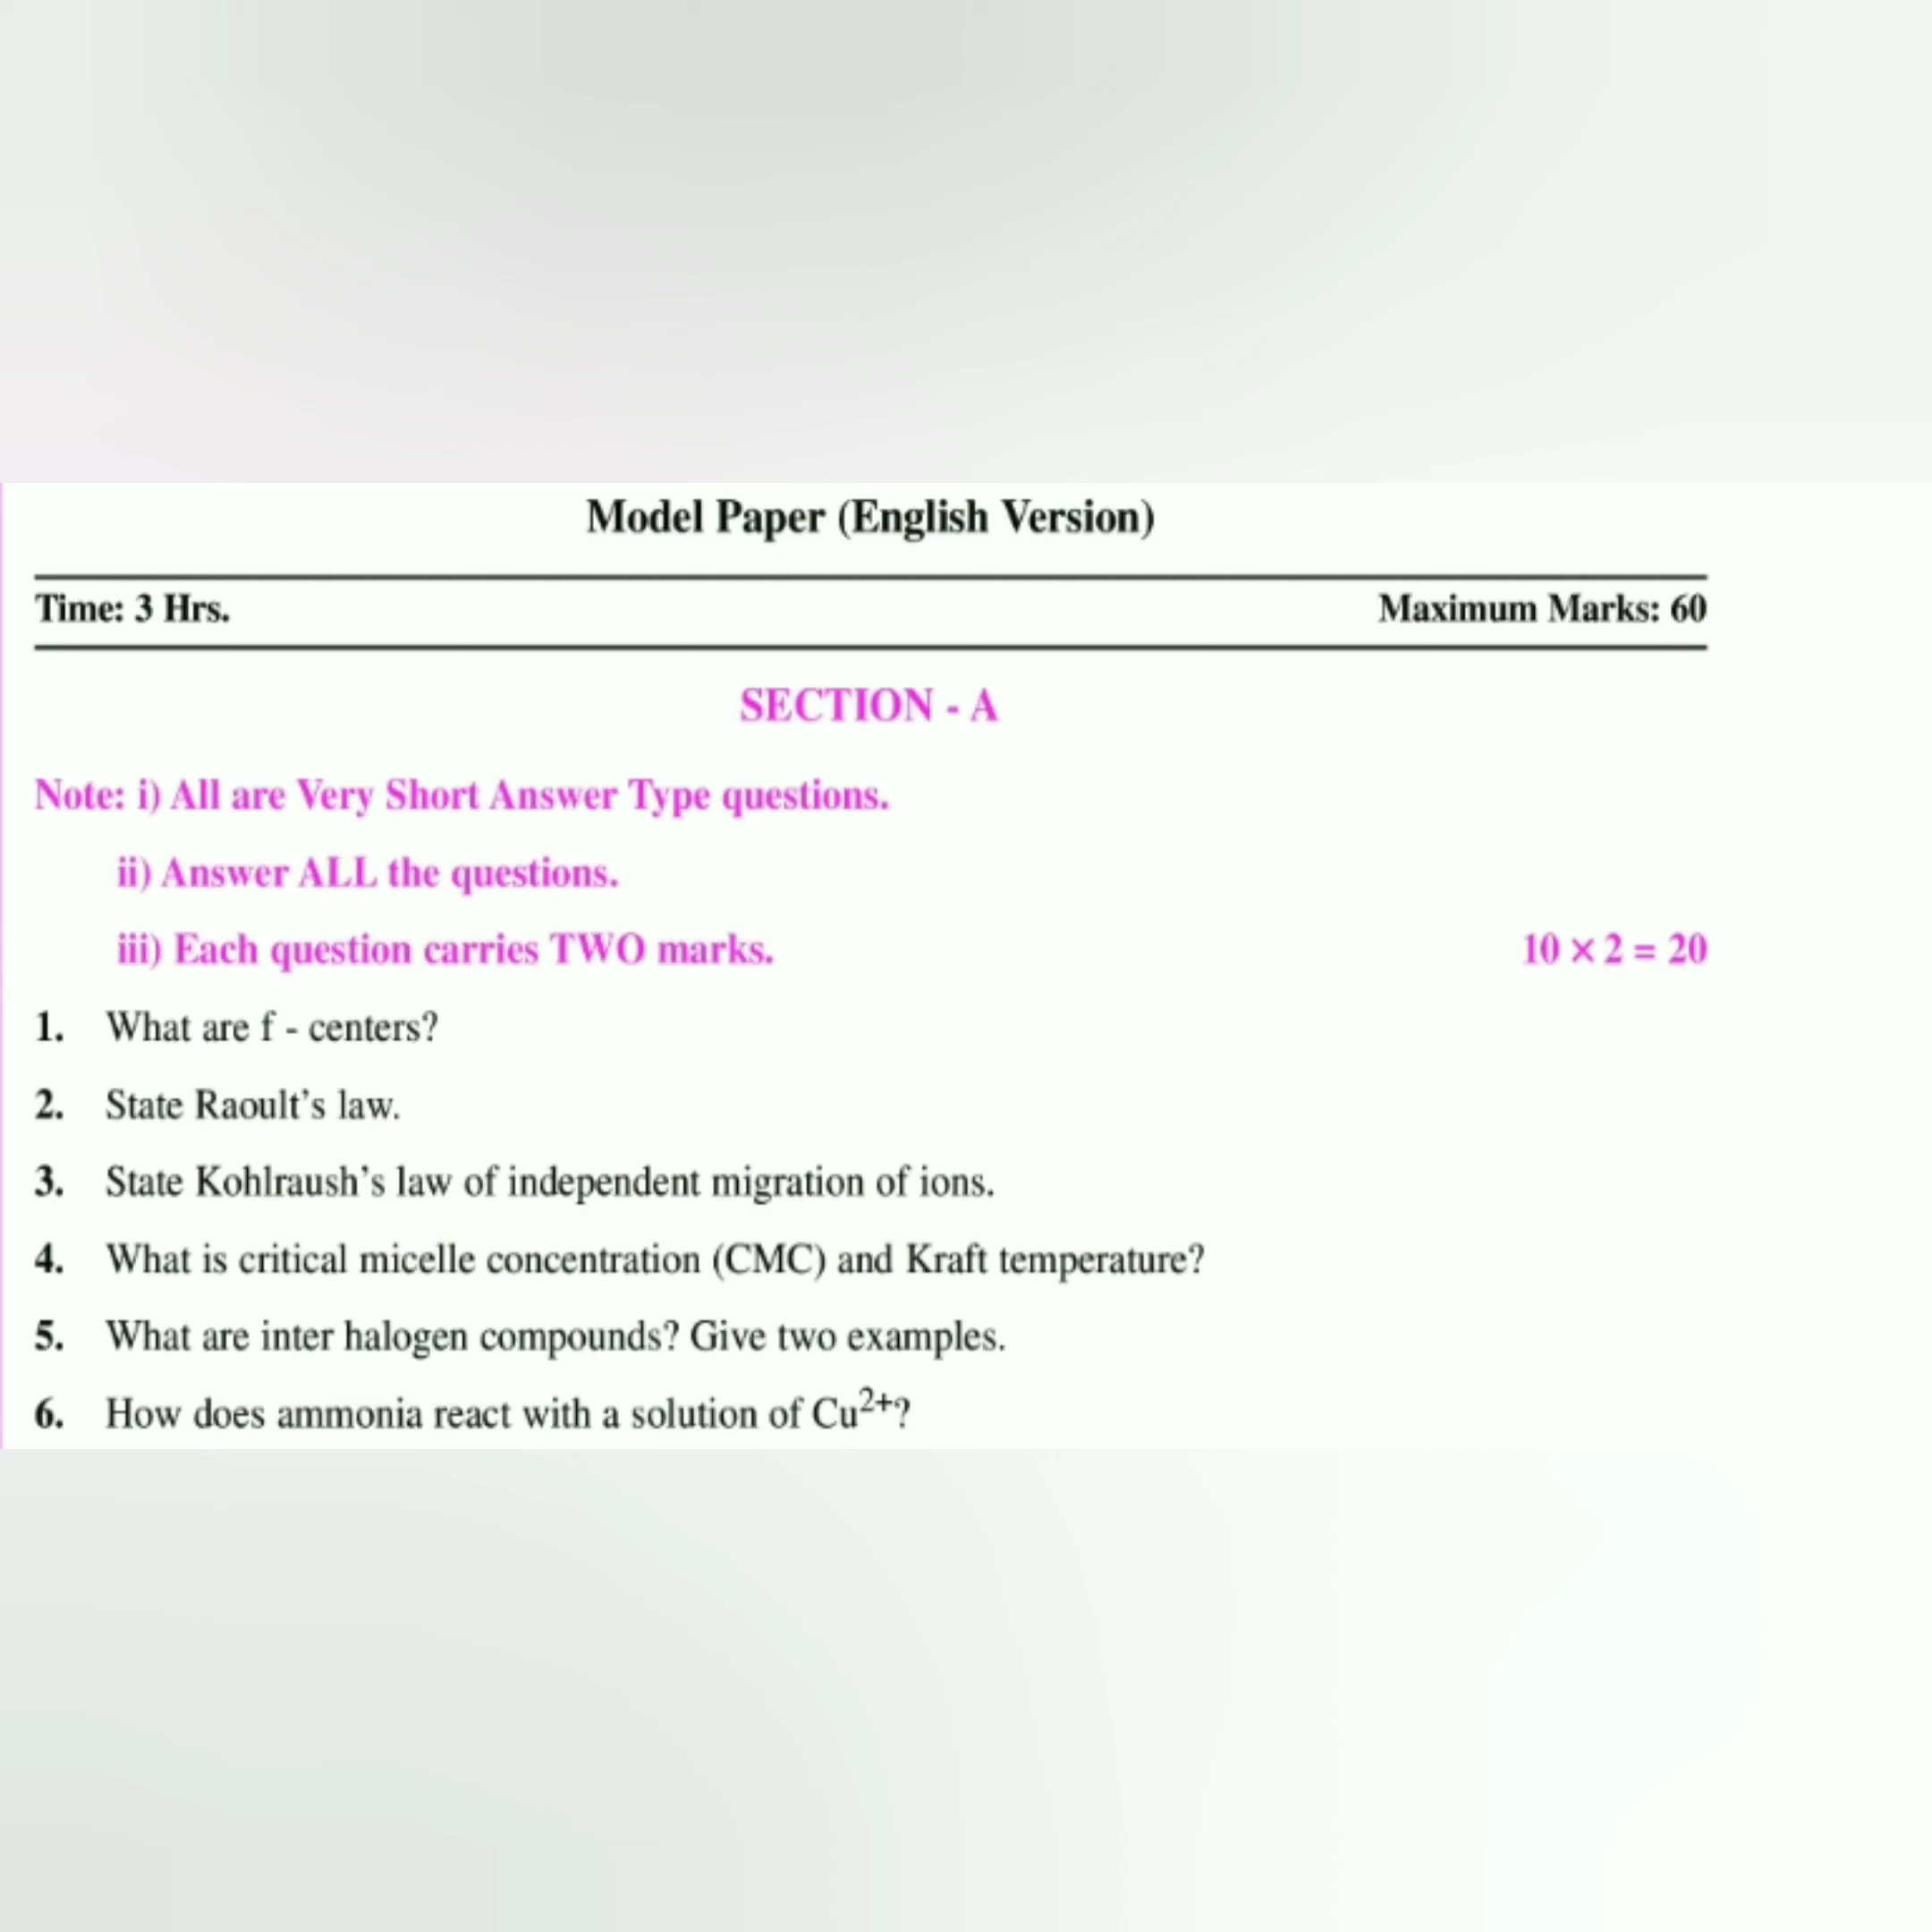 Model Paper (English Version)
Time: 3 Hrs. Maximum Marks: 60
SECTION - A
Note: i) All are Very Short Answer Type questions.
ii) Answer ALL the questions.
iii) Each question carries TWO marks. 10 × 2 = 20
1. What are f - centers?
2. State Raoult's law.
3. State Kohlraush's law of independent migration of ions.
4. What is critical micelle concentration (CMC) and Kraft temperature?
5. What are inter halogen compounds? Give two examples.
6. How does ammonia react with a solution of Cu²⁺?